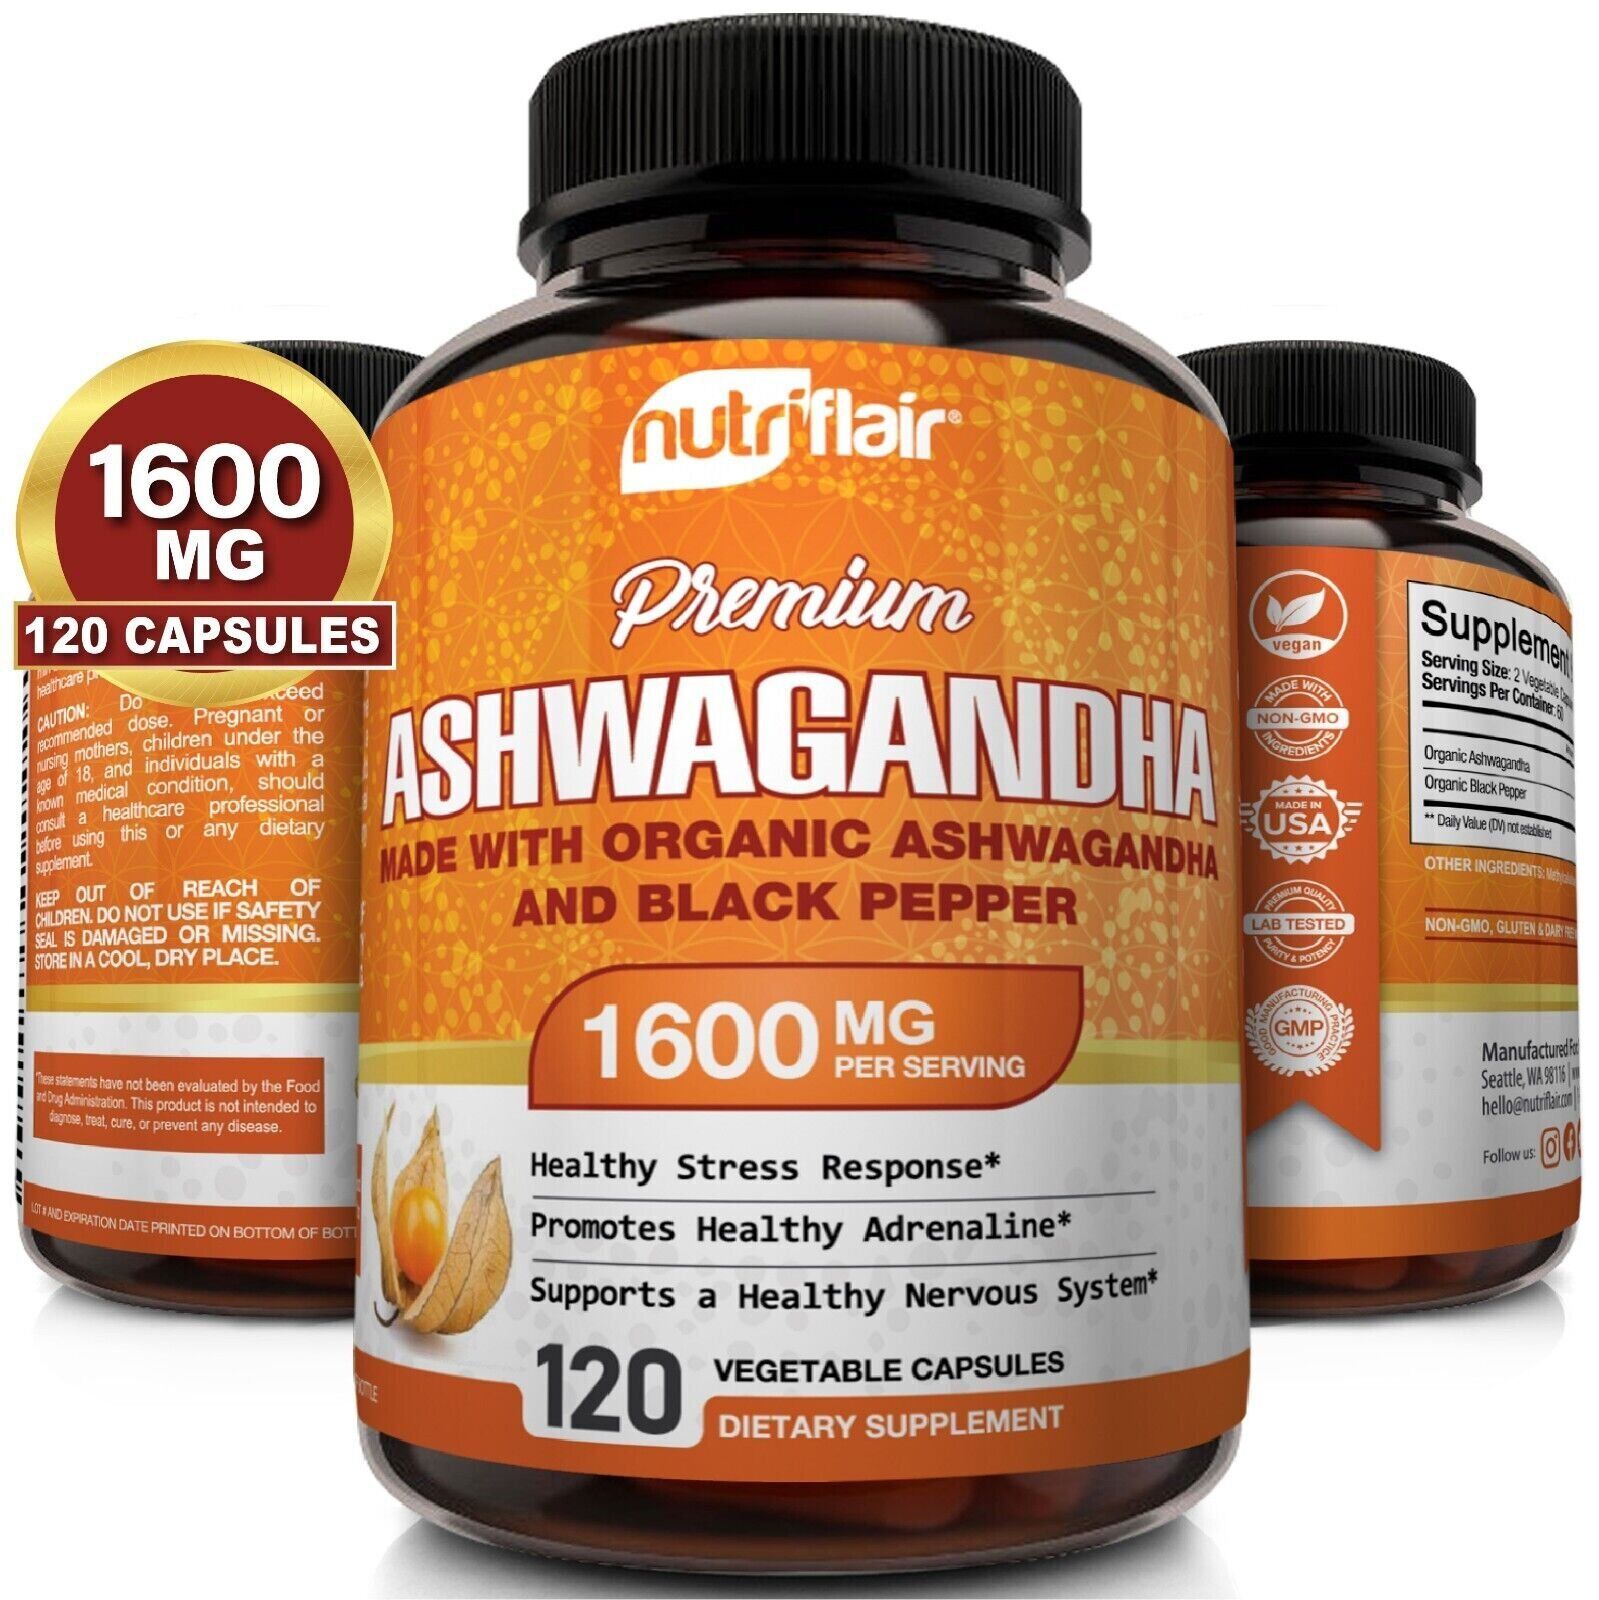 1600
MG
120 CAPSULES
CAUTION: Do
recommended dose. Pregnant or
nursing mothers, children under the
age of 18, and individuals with a
known medical condition, should
consult a healthcare professional
before using this or any dietary
supplement.
KEEP OUT OF REACH OF
CHILDREN. DO NOT USE IF SAFETY
SEAL IS DAMAGED OR MISSING.
STORE IN A COOL, DRY PLACE.
*These statements have not been evaluated by the Food
and Drug Administration. This product is not intended to
diagnose, treat, cure, or prevent any disease.
LOT # AND EXPIRATION DATE PRINTED ON BOTTOM OF
nutriflair®
Premium
ASHWAGANDHA
MADE WITH ORGANIC ASHWAGANDHA
AND BLACK PEPPER
1600 MG
PER SERVING
Healthy Stress Response*
Promotes Healthy Adrenaline*
Supports a Healthy Nervous System*
120 VEGETABLE CAPSULES
DIETARY SUPPLEMENT
vegan
MADE WITH
NON-GMO
INGREDIENTS
MADE IN
USA
PREMIUM QUALITY
LAB TESTED
PURITY & POTENCY
GOOD MANUFACTURING PRACTICE
GMP
Supplement
Serving Size: 2 Vegetable
Servings Per Container: 60
Organic Ashwagandha
Organic Black Pepper
** Daily Value (DV) not established
OTHER INGREDIENTS:
NON-GMO, GLUTEN & DAIRY FREE
Manufactured
Seattle, WA 98116 |
hello@nutriflair.com
Follow us: